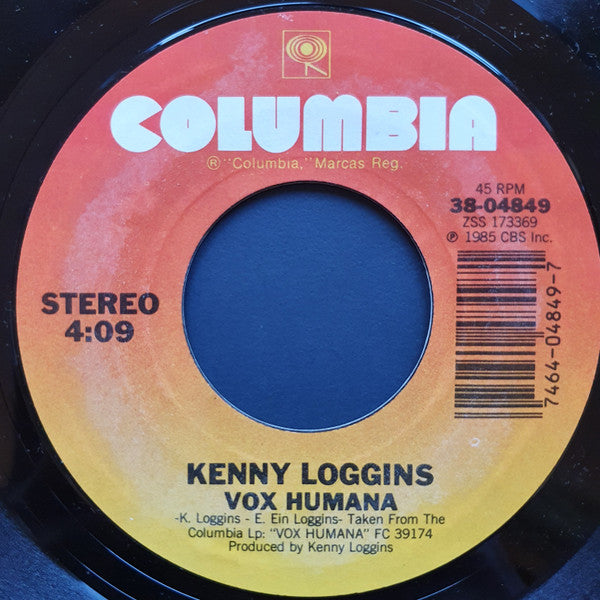 COLUMBIA
® "Columbia," Marcas Reg.
45 RPM
38-04849
ZSS 173369
℗ 1985 CBS Inc.
STEREO
4:09
7464-04849-7
KENNY LOGGINS
VOX HUMANA
-K. Loggins - E. Ein Loggins- Taken From The
Columbia Lp: "VOX HUMANA" FC 39174
Produced by Kenny Loggins